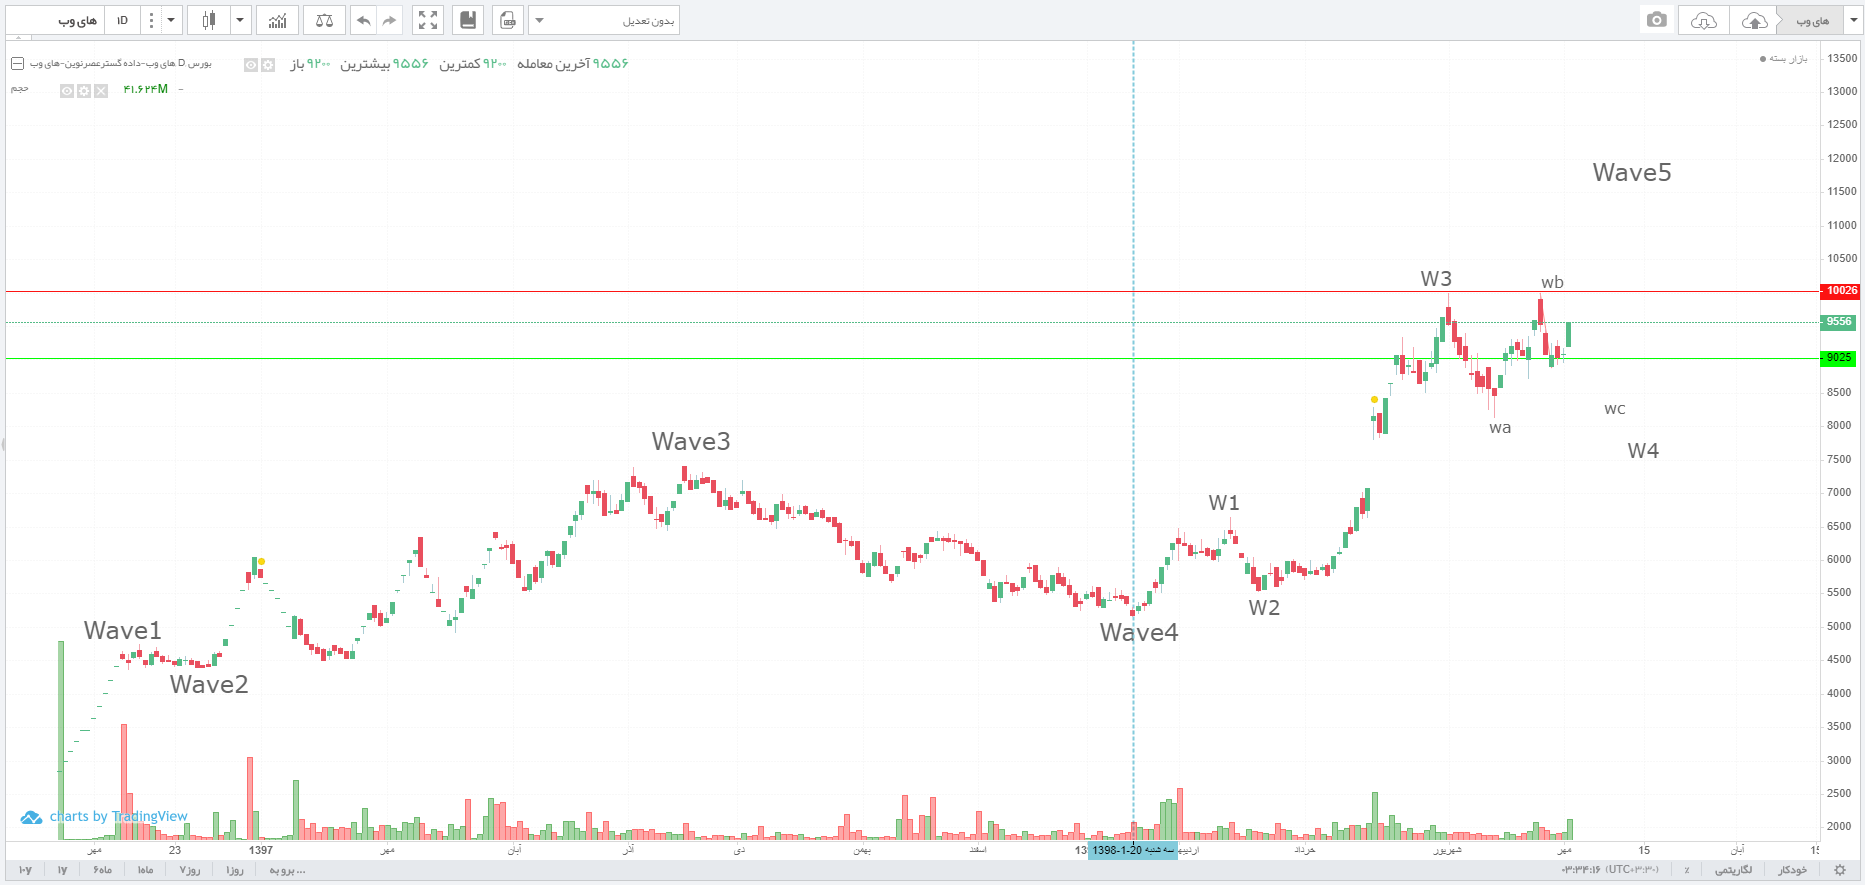 های وب
1D
بدون تعدیل
های وب
بورس D, های وب-داده گسترعصرنوین-های وب
باز ۹۲۰۰ بیشترین ۹۵۵۶ کمترین ۹۲۰۰ آخرین معامله ۹۵۵۶
بازار بسته
حجم
۴۱.۶۲۴M –
13500
13000
12500
12000
11500
11000
10500
10026
9556
9025
8500
8000
7500
7000
6500
6000
5500
5000
4500
4000
3500
3000
2500
2000
Wave5
W3
wb
wc
wa
W4
Wave3
W1
W2
Wave4
Wave1
Wave2
charts by TradingView
مهر 23 1397 مهر آبان آذر دی بهمن اسفند 13 سه شنبه 20-1-1398 اردیبه خرداد شهریور مهر 15 آبان 15
۱۰y ۱y ۶ماه ۱ماه ۷روز ۱روز برو به ...
۰۳:۳۴:۱۶ (UTC+۳:۳۰) ٪ لگاریتمی خودکار